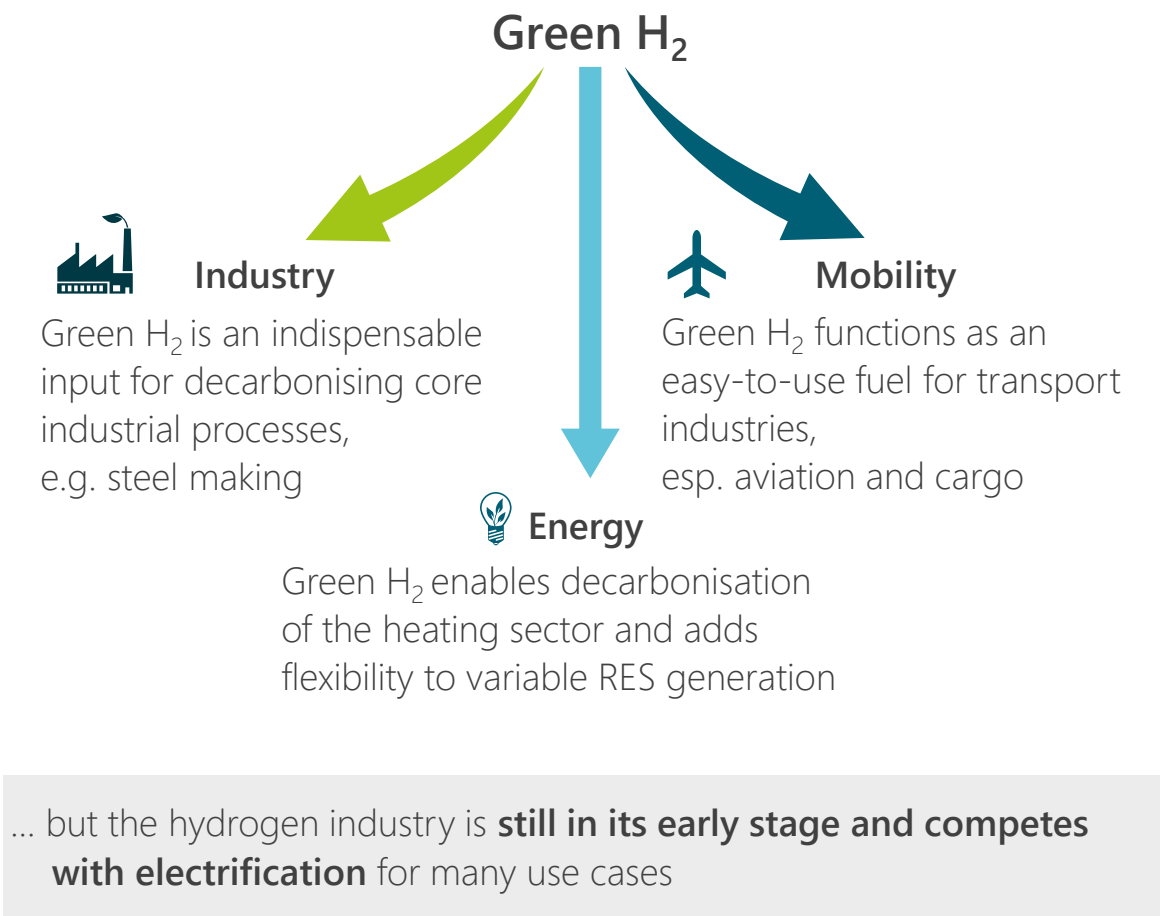 Green H₂
Industry
Green H₂ is an indispensable
input for decarbonising core
industrial processes,
e.g. steel making
Mobility
Green H₂ functions as an
easy-to-use fuel for transport
industries,
esp. aviation and cargo
Energy
Green H₂ enables decarbonisation
of the heating sector and adds
flexibility to variable RES generation
... but the hydrogen industry is still in its early stage and competes
with electrification for many use cases